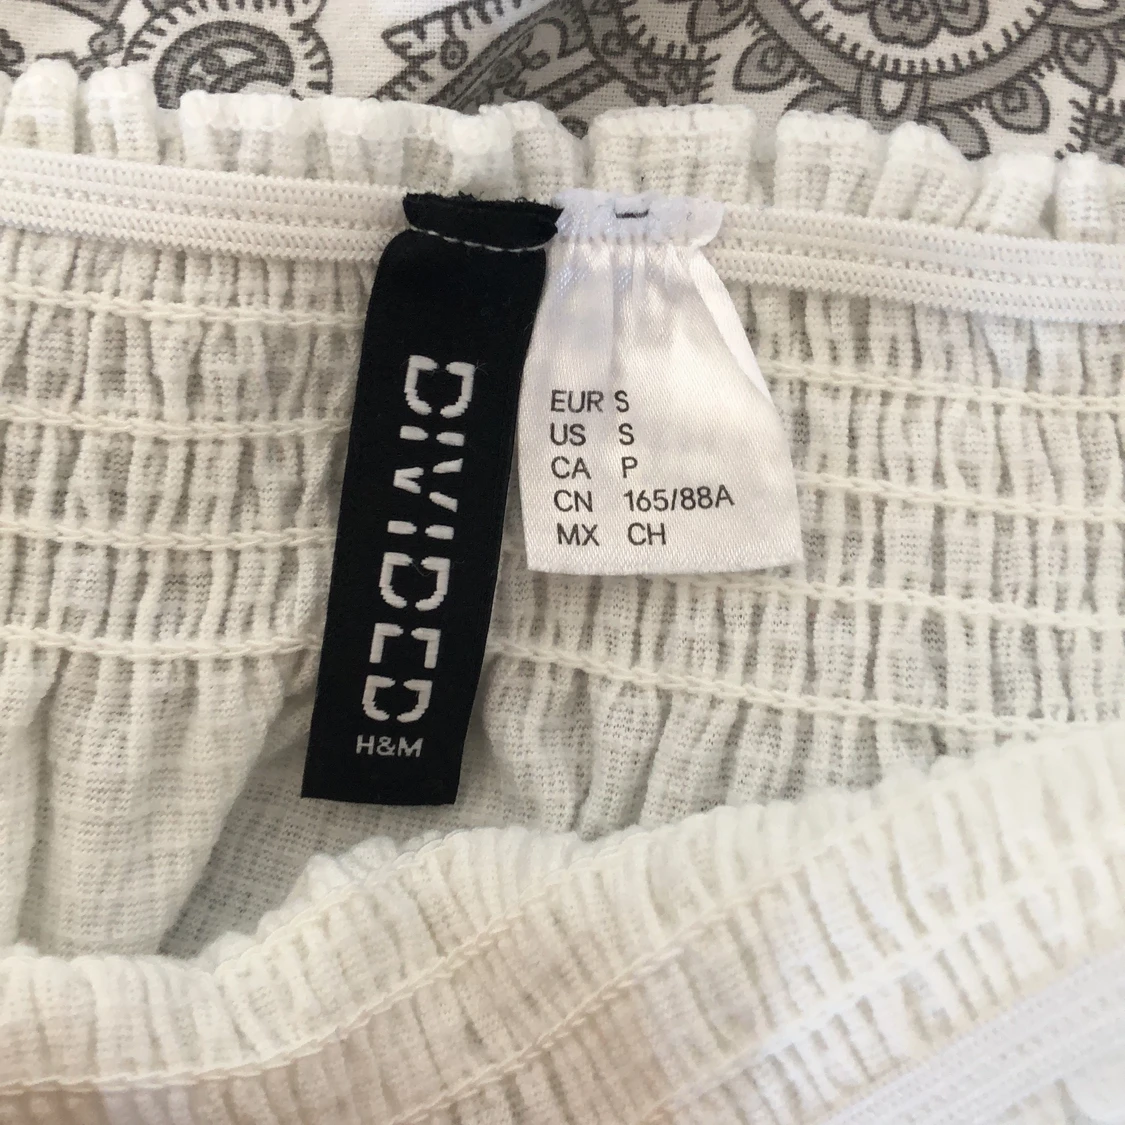 DIVIDED
H&M
EUR S
US S
CA P
CN 165/88A
MX CH